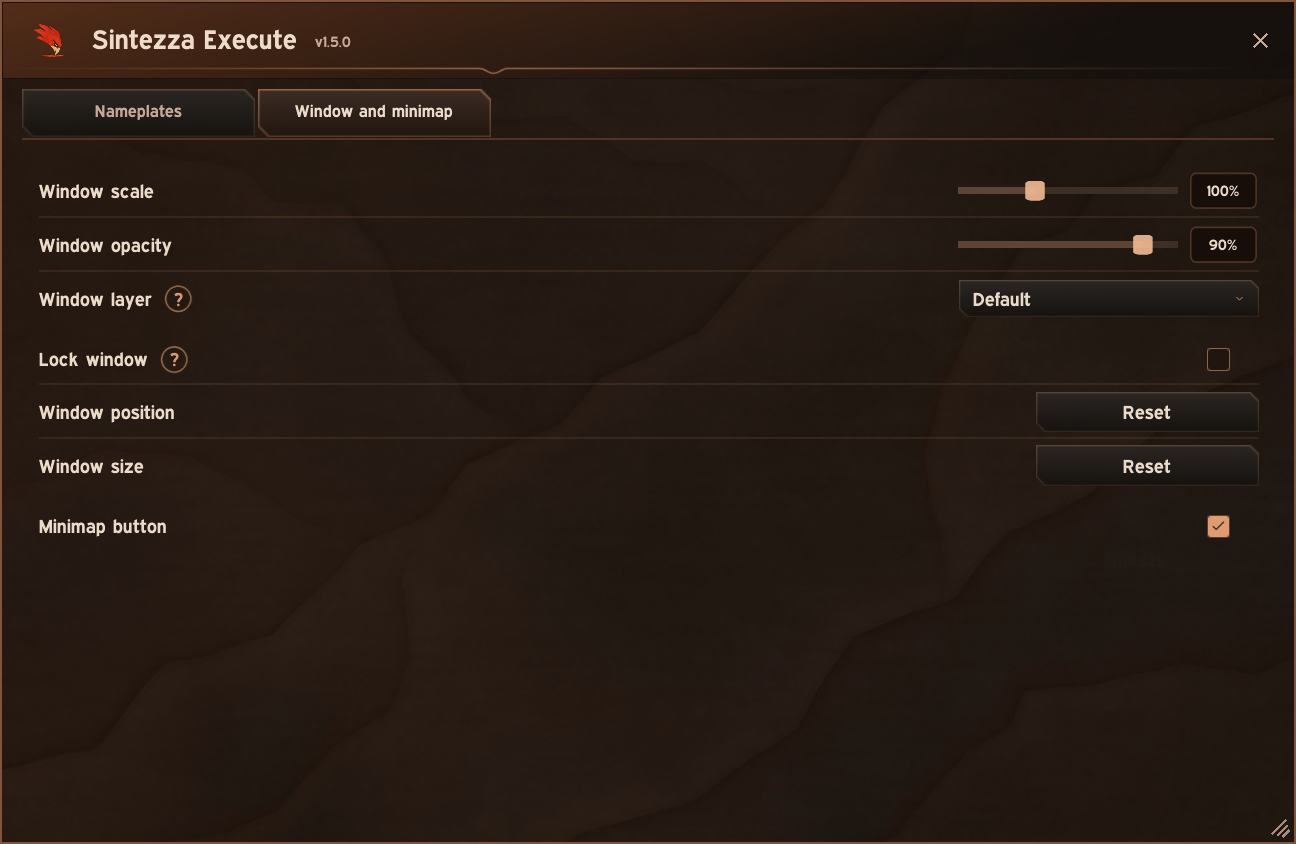 Sintezza Execute v1.5.0
Nameplates Window and minimap
Window scale 100%
Window opacity 90%
Window layer ? Default
Lock window ?
Window position Reset
Window size Reset
Minimap button